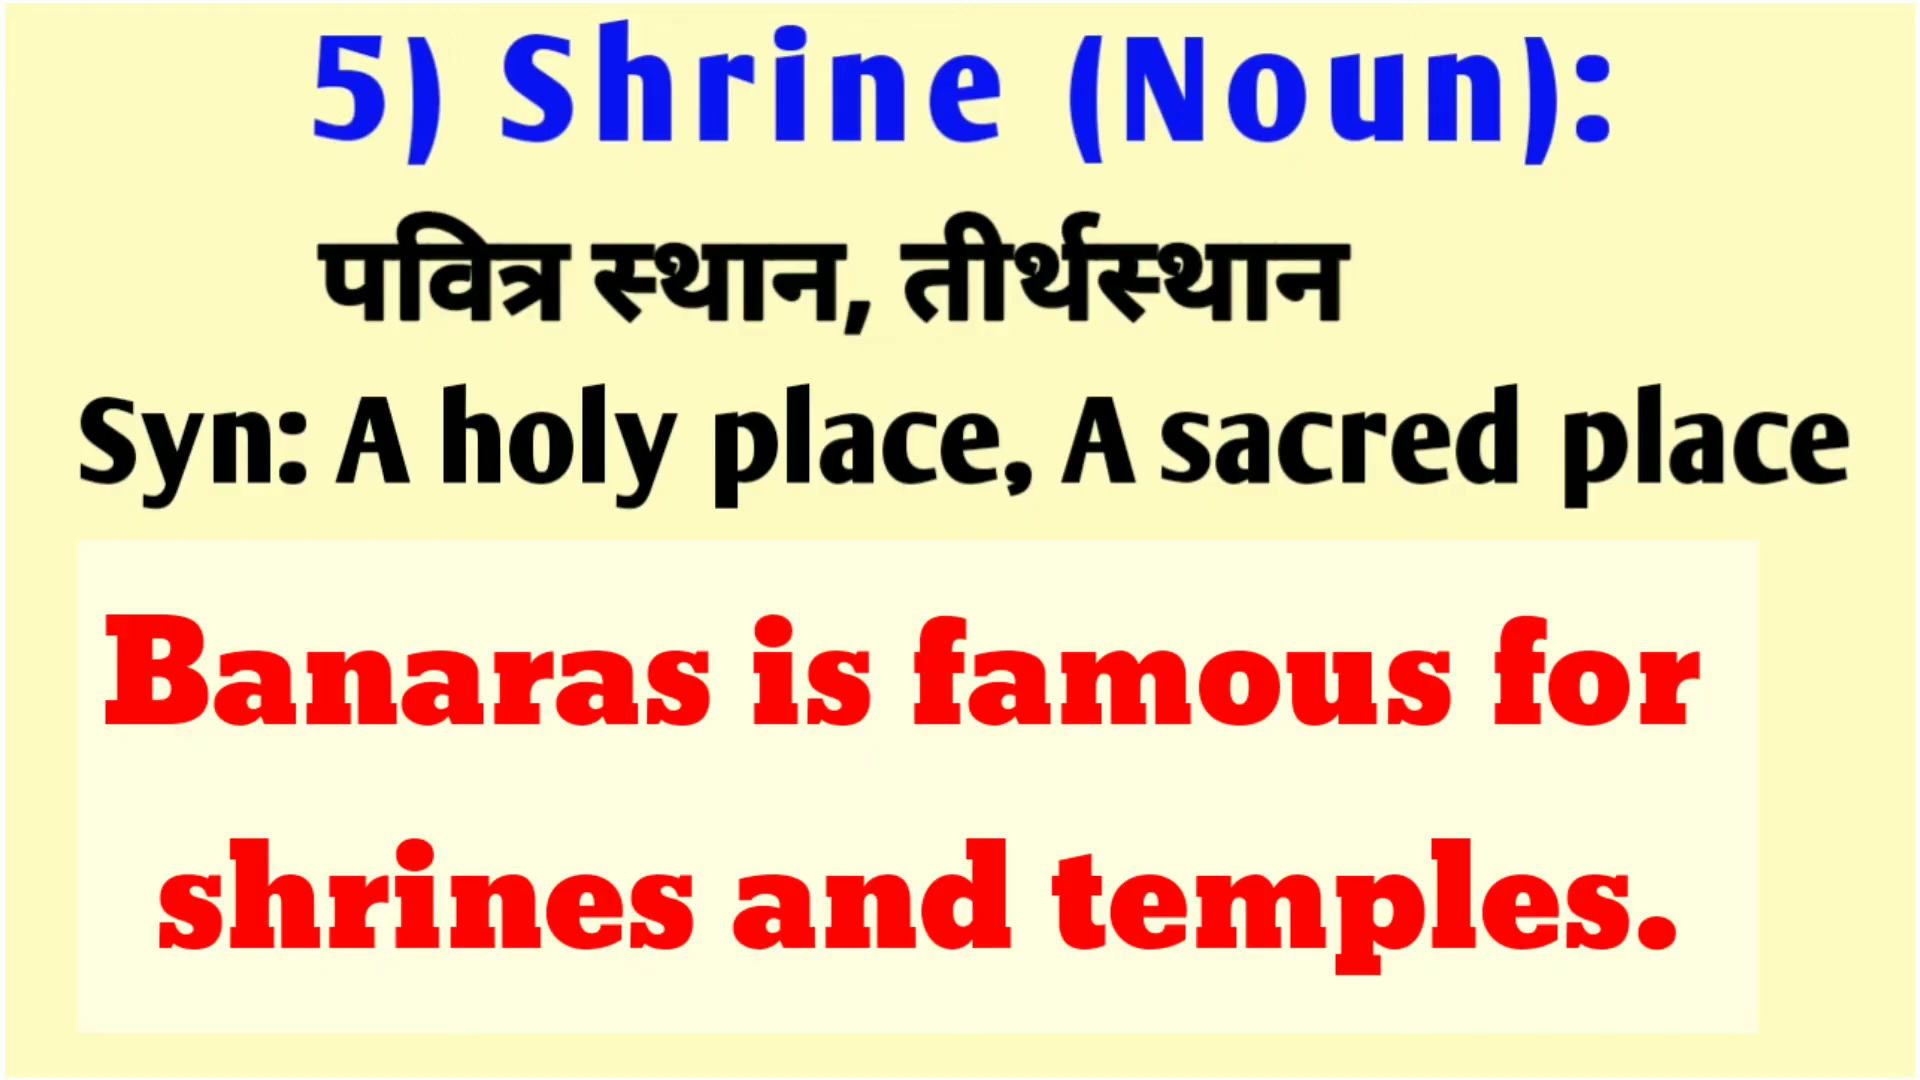 5) Shrine (Noun):
पवित्र स्थान, तीर्थस्थान
Syn: A holy place, A sacred place
Banaras is famous for
shrines and temples.